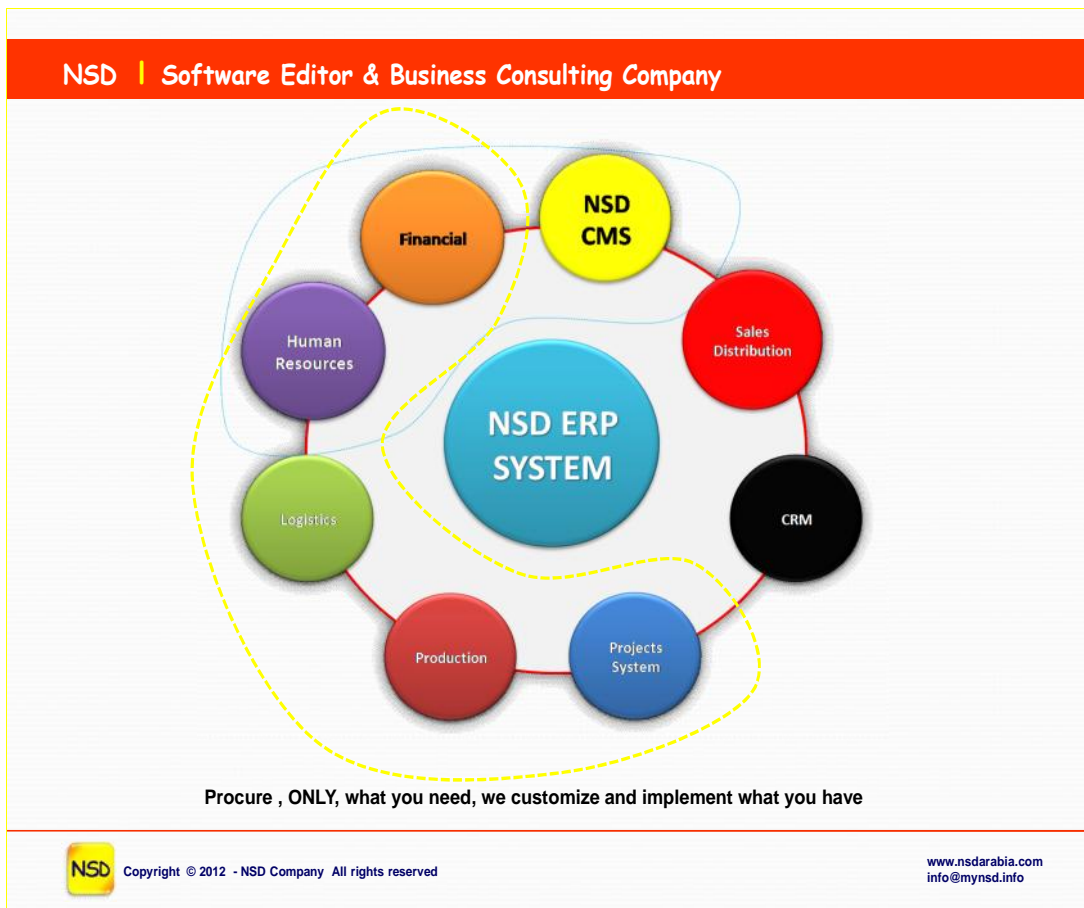 NSD | Software Editor & Business Consulting Company
Financial
NSD
CMS
Human
Resources
Sales
Distribution
NSD ERP
SYSTEM
Logistics
CRM
Production
Projects
System
Procure , ONLY, what you need, we customize and implement what you have
NSD
Copyright © 2012 - NSD Company All rights reserved
www.nsdarabia.com
info@mynsd.info